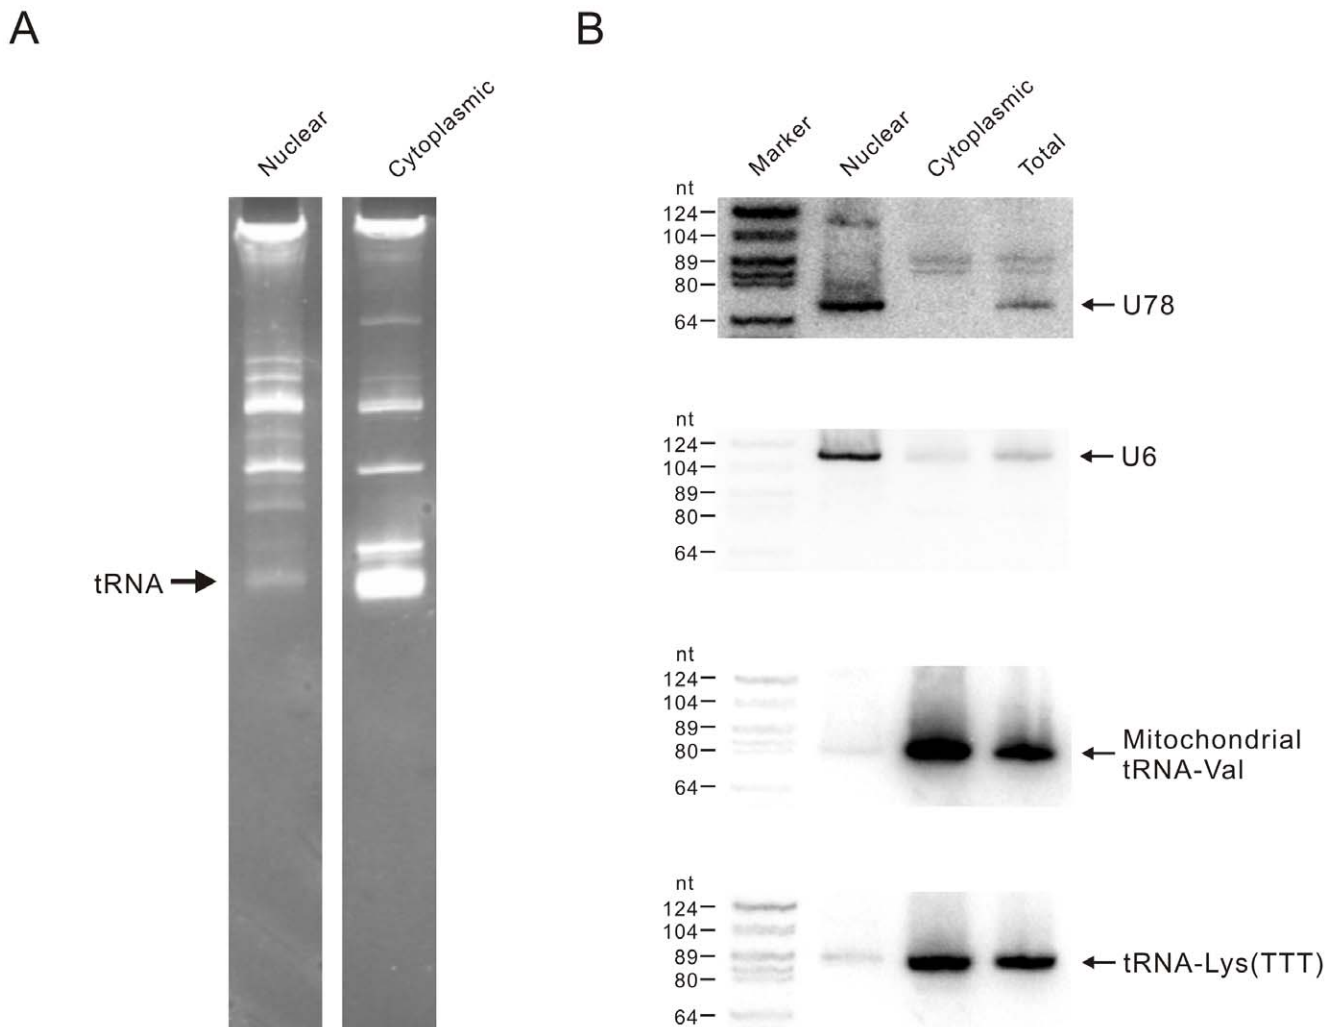 A
B
Nuclear
Cytoplasmic
tRNA
Marker
Nuclear
Cytoplasmic
Total
nt
124
104
89
80
64
U78
nt
124
104
89
80
64
U6
nt
124
104
89
80
64
Mitochondrial
tRNA-Val
nt
124
104
89
80
64
tRNA-Lys(TTT)